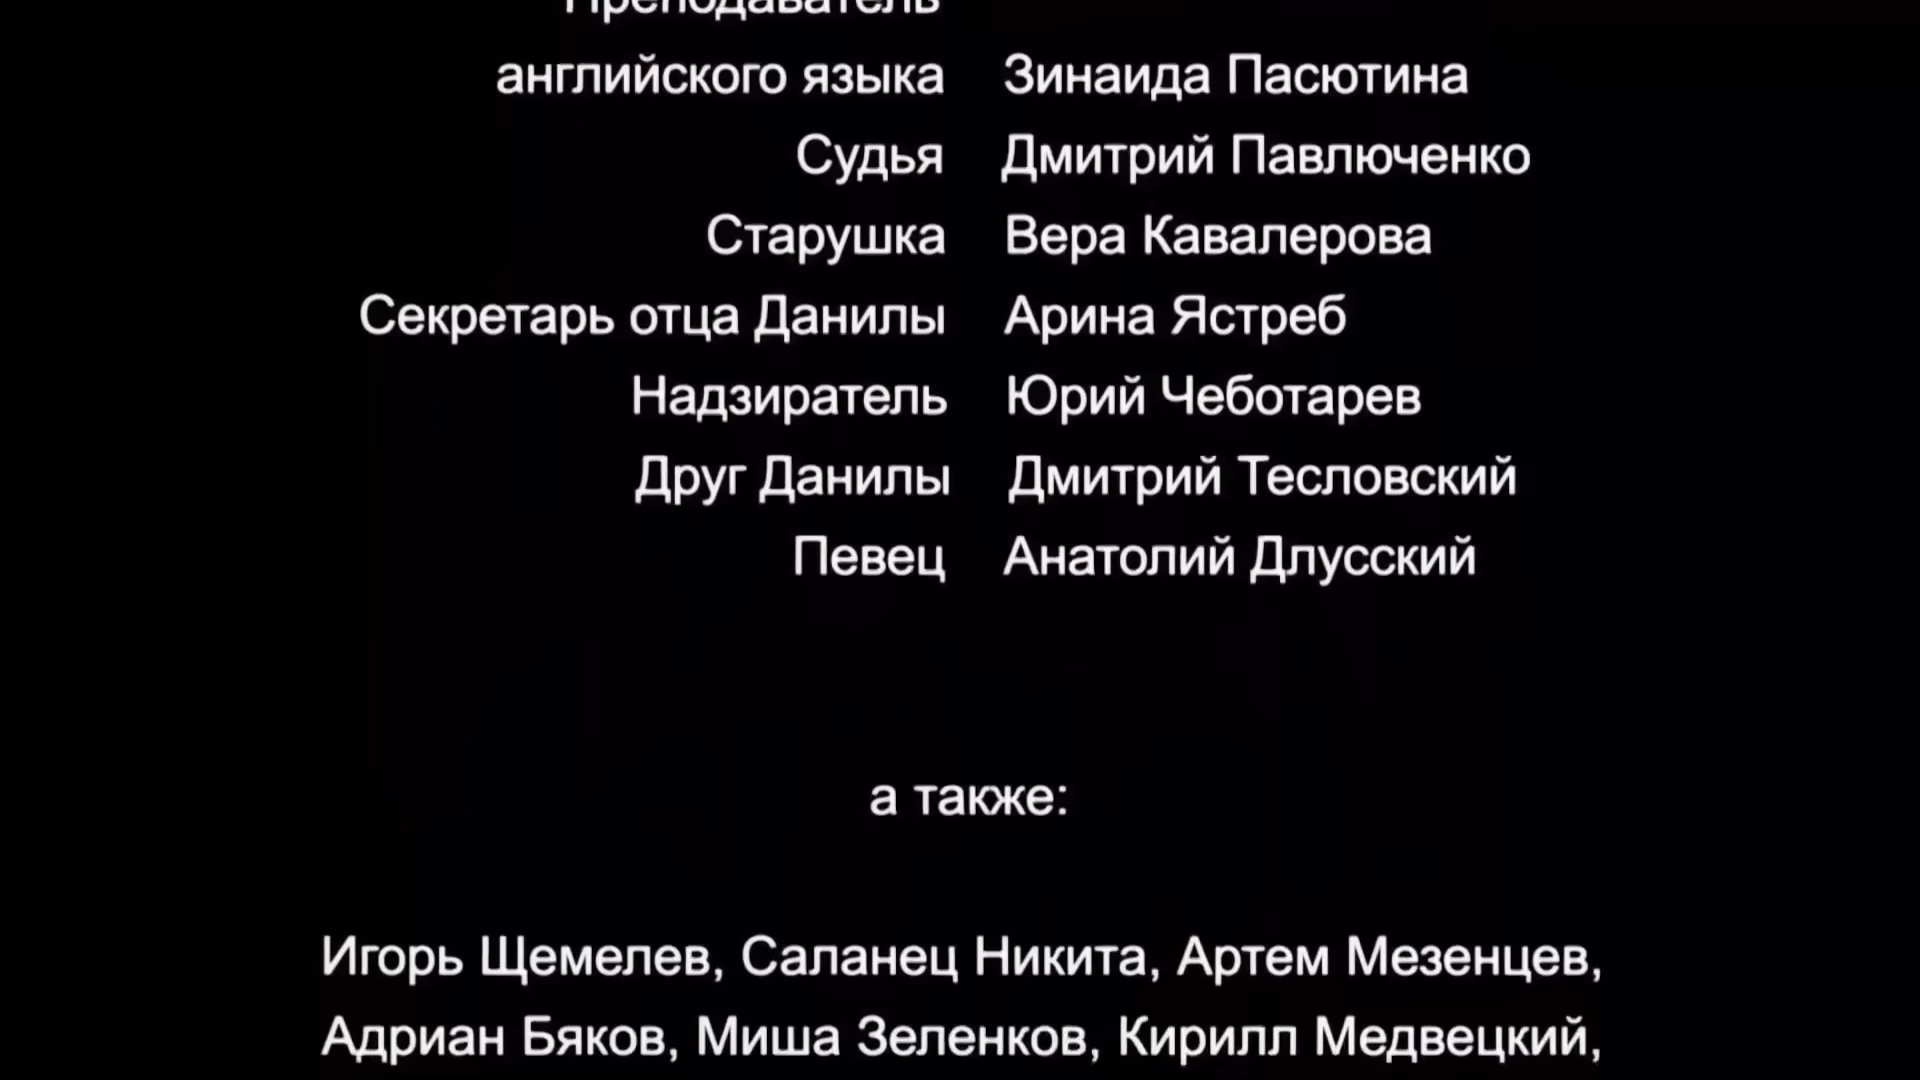 Преподаватель
английского языка Зинаида Пасютина
Судья Дмитрий Павлюченко
Старушка Вера Кавалерова
Секретарь отца Данилы Арина Ястреб
Надзиратель Юрий Чеботарев
Друг Данилы Дмитрий Тесловский
Певец Анатолий Длусский
а также:
Игорь Щемелев, Саланец Никита, Артем Мезенцев,
Адриан Бяков, Миша Зеленков, Кирилл Медвецкий,